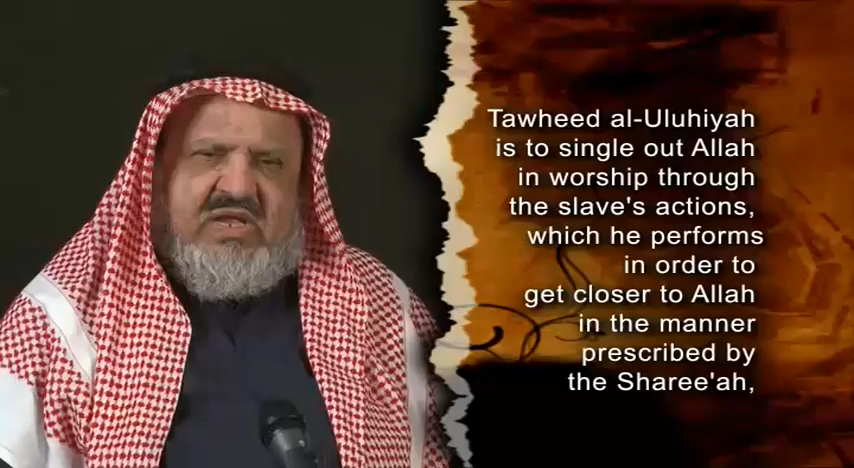 Tawheed al-Uluhiyah
is to single out Allah
in worship through
the slave's actions,
which he performs
in order to
get closer to Allah
in the manner
prescribed by
the Sharee'ah,